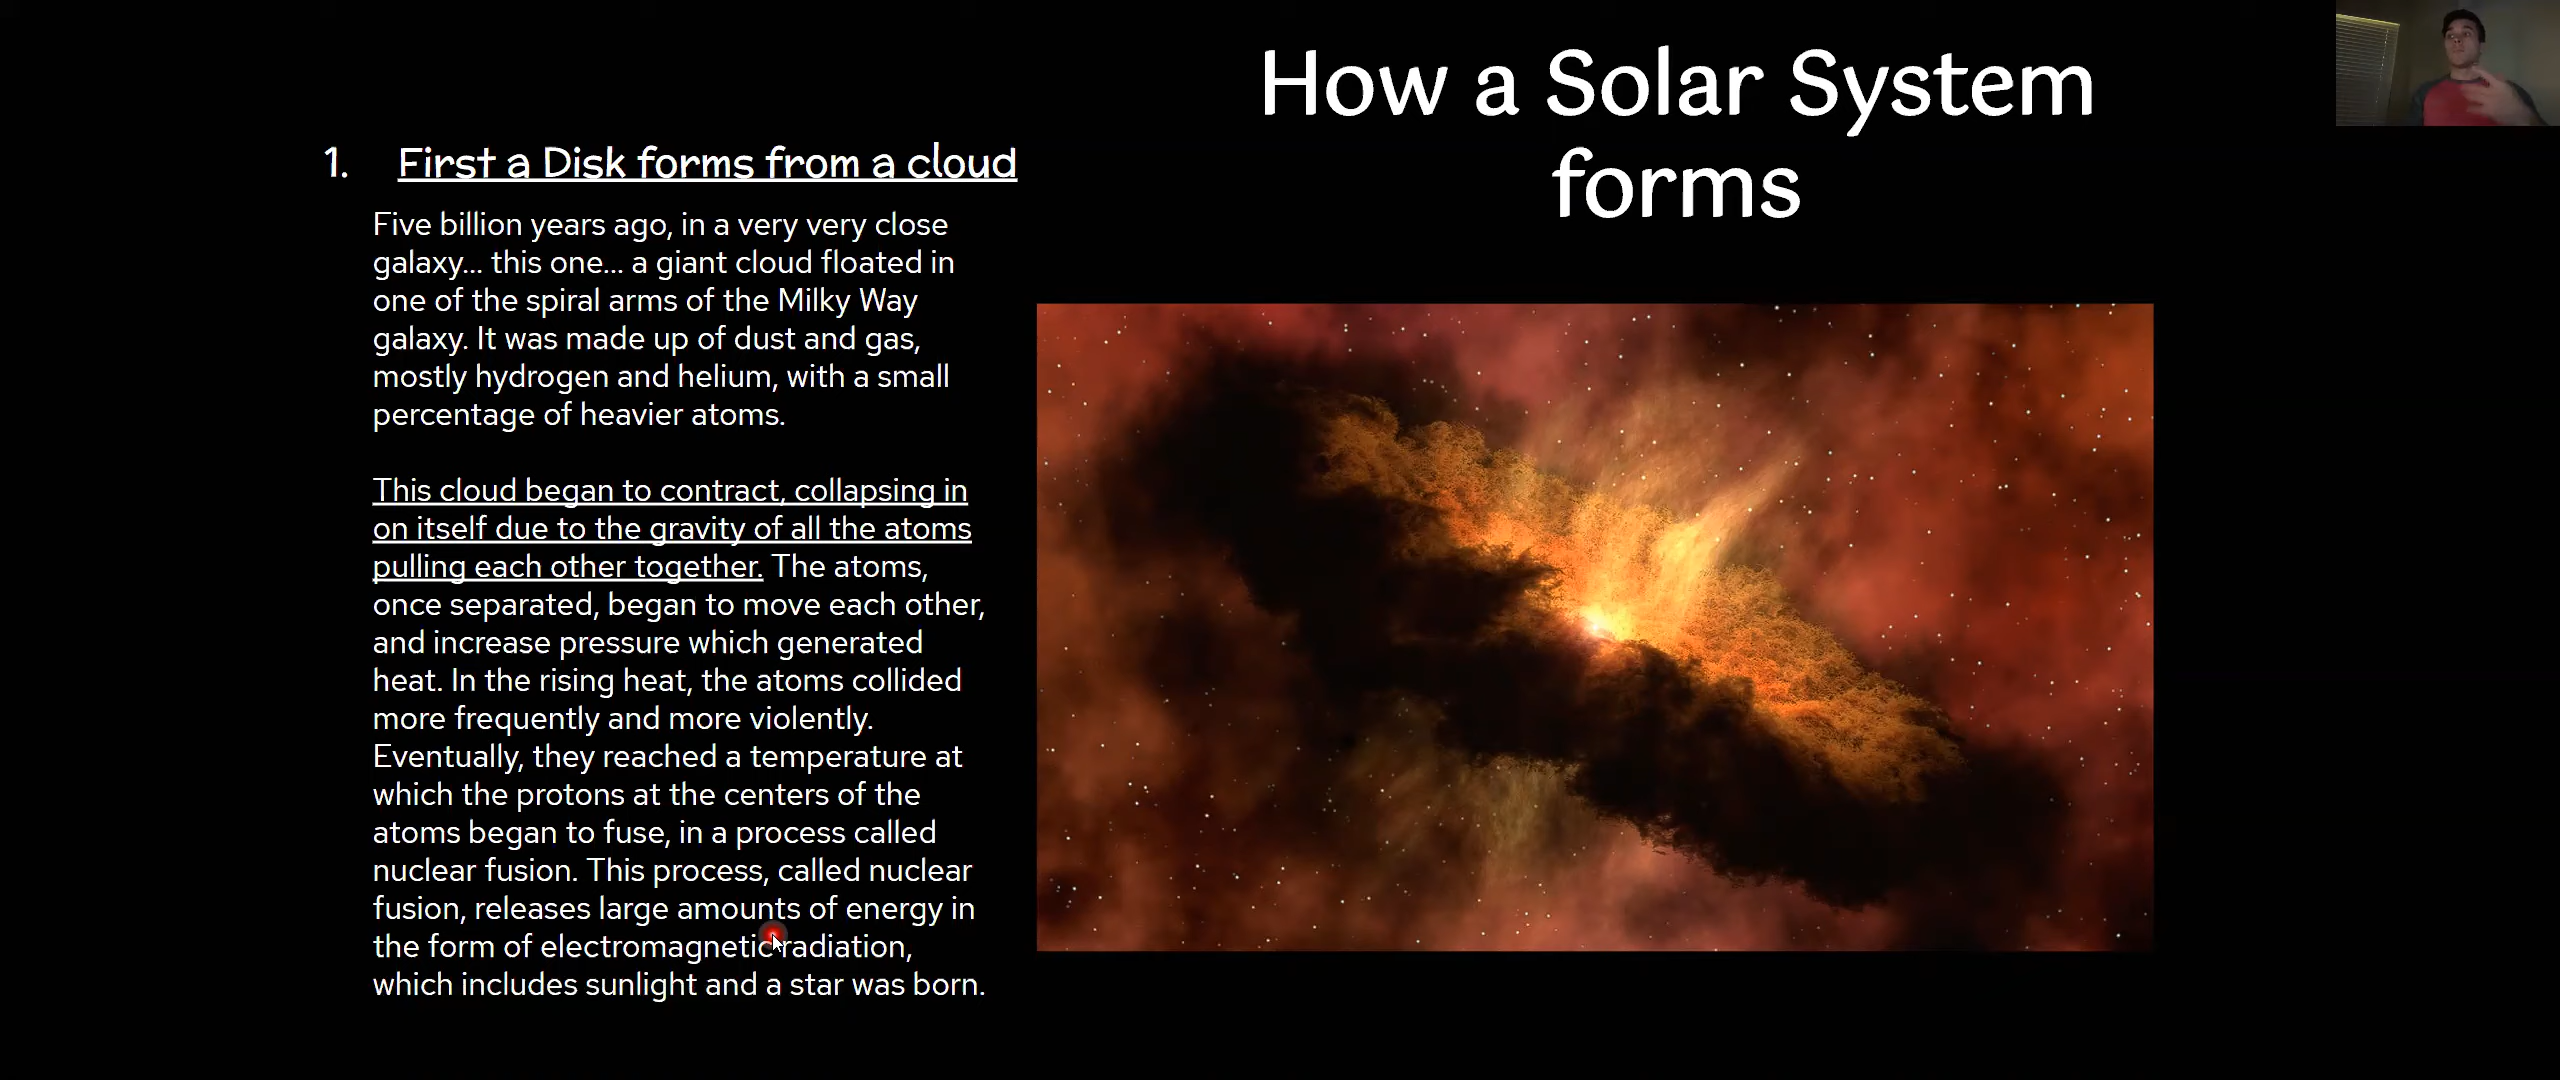 How a Solar System
forms
1. First a Disk forms from a cloud
Five billion years ago, in a very very close
galaxy... this one... a giant cloud floated in
one of the spiral arms of the Milky Way
galaxy. It was made up of dust and gas,
mostly hydrogen and helium, with a small
percentage of heavier atoms.
This cloud began to contract, collapsing in
on itself due to the gravity of all the atoms
pulling each other together. The atoms,
once separated, began to move each other,
and increase pressure which generated
heat. In the rising heat, the atoms collided
more frequently and more violently.
Eventually, they reached a temperature at
which the protons at the centers of the
atoms began to fuse, in a process called
nuclear fusion. This process, called nuclear
fusion, releases large amounts of energy in
the form of electromagnetic radiation,
which includes sunlight and a star was born.